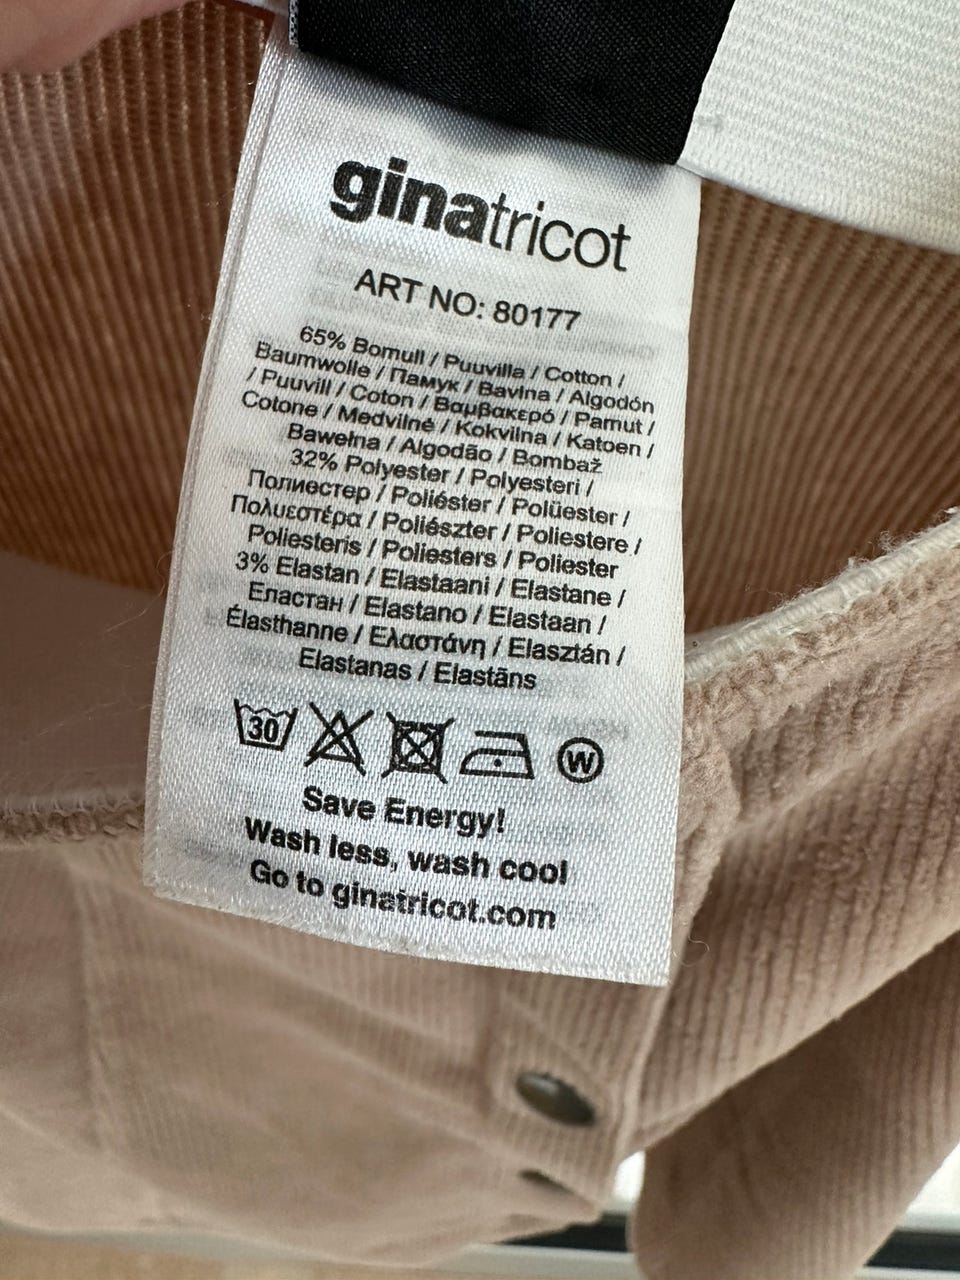 ginatricot
ART NO: 80177
65% Bomull / Puuvilla / Cotton /
Baumwolle / Памук / Bavlna / Algodón
/ Puuvill / Coton / Βαμβακερό / Pamut /
Cotone / Medvilnė / Kokvilna / Katoen /
Bawełna / Algodão / Bombaž
32% Polyester / Polyesteri /
Полиестер / Poliéster / Polüester /
Πολυεστέρα / Poliészter / Poliestere /
Poliesteris / Poliesters / Poliester
3% Elastan / Elastaani / Elastane /
Еластан / Elastano / Elastaan /
Élasthanne / Ελαστάνη / Elasztán /
Elastanas / Elastāns
30 W
Save Energy!
Wash less, wash cool
Go to ginatricot.com